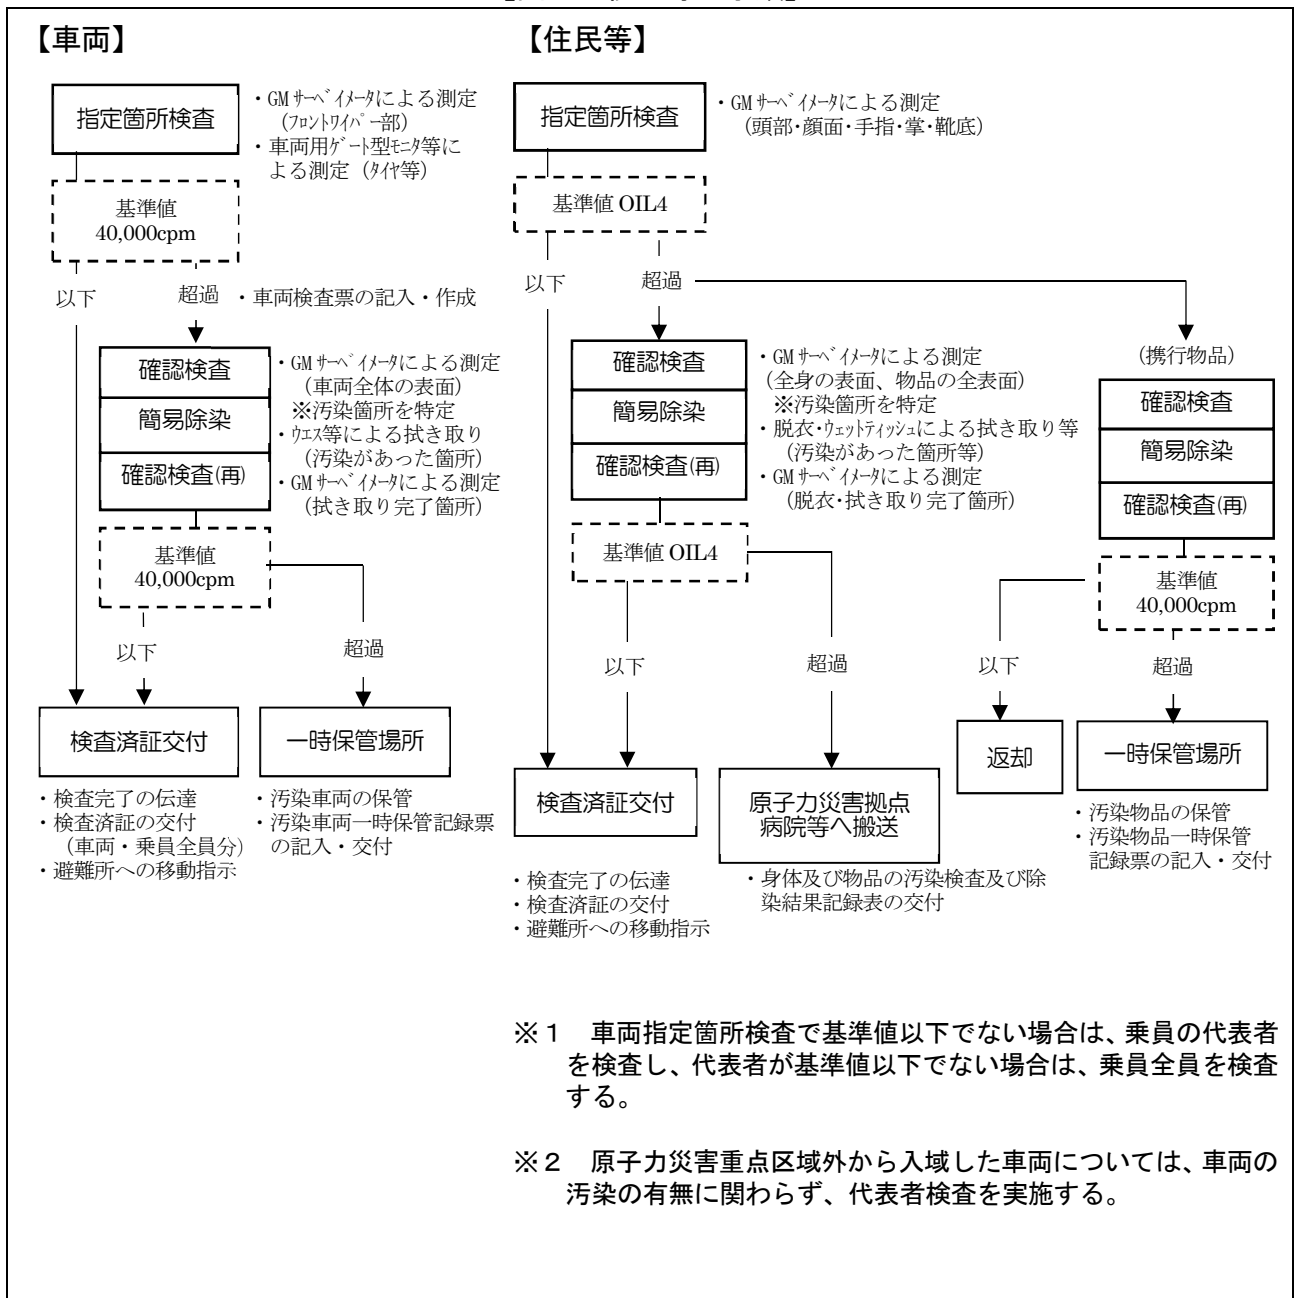 【車両】
指定箇所検査
・GMサーベイメータによる測定
(フロントワイパー部)
・車両用ゲート型モニタ等に
よる測定(タイヤ等)
基準値
40,000cpm
以下
超過
・車両検査票の記入・作成
確認検査
簡易除染
確認検査(再)
・GMサーベイメータによる測定
(車両全体の表面)
※汚染箇所を特定
・ウエス等による拭き取り
(汚染があった箇所)
・GMサーベイメータによる測定
(拭き取り完了箇所)
基準値
40,000cpm
以下
超過
検査済証交付
・検査完了の伝達
・検査済証の交付
(車両・乗員全員分)
・避難所への移動指示
一時保管場所
・汚染車両の保管
・汚染車両一時保管記録票
の記入・交付
【住民等】
指定箇所検査
・GMサーベイメータによる測定
(頭部・顔面・手指・掌・靴底)
基準値 OIL4
以下
超過
確認検査
簡易除染
確認検査(再)
・GMサーベイメータによる測定
(全身の表面、物品の全表面)
※汚染箇所を特定
・脱衣・ウェットティッシュによる拭き取り等
(汚染があった箇所等)
・GMサーベイメータによる測定
(脱衣・拭き取り完了箇所)
基準値 OIL4
以下
超過
検査済証交付
・検査完了の伝達
・検査済証の交付
・避難所への移動指示
原子力災害拠点
病院等へ搬送
・身体及び物品の汚染検査及び除
染結果記録表の交付
(携行物品)
確認検査
簡易除染
確認検査(再)
基準値
40,000cpm
以下
超過
返却
一時保管場所
・汚染物品の保管
・汚染物品一時保管
記録票の記入・交付
※1 車両指定箇所検査で基準値以下でない場合は、乗員の代表者
を検査し、代表者が基準値以下でない場合は、乗員全員を検査
する。
※2 原子力災害重点区域外から入域した車両については、車両の
汚染の有無に関わらず、代表者検査を実施する。